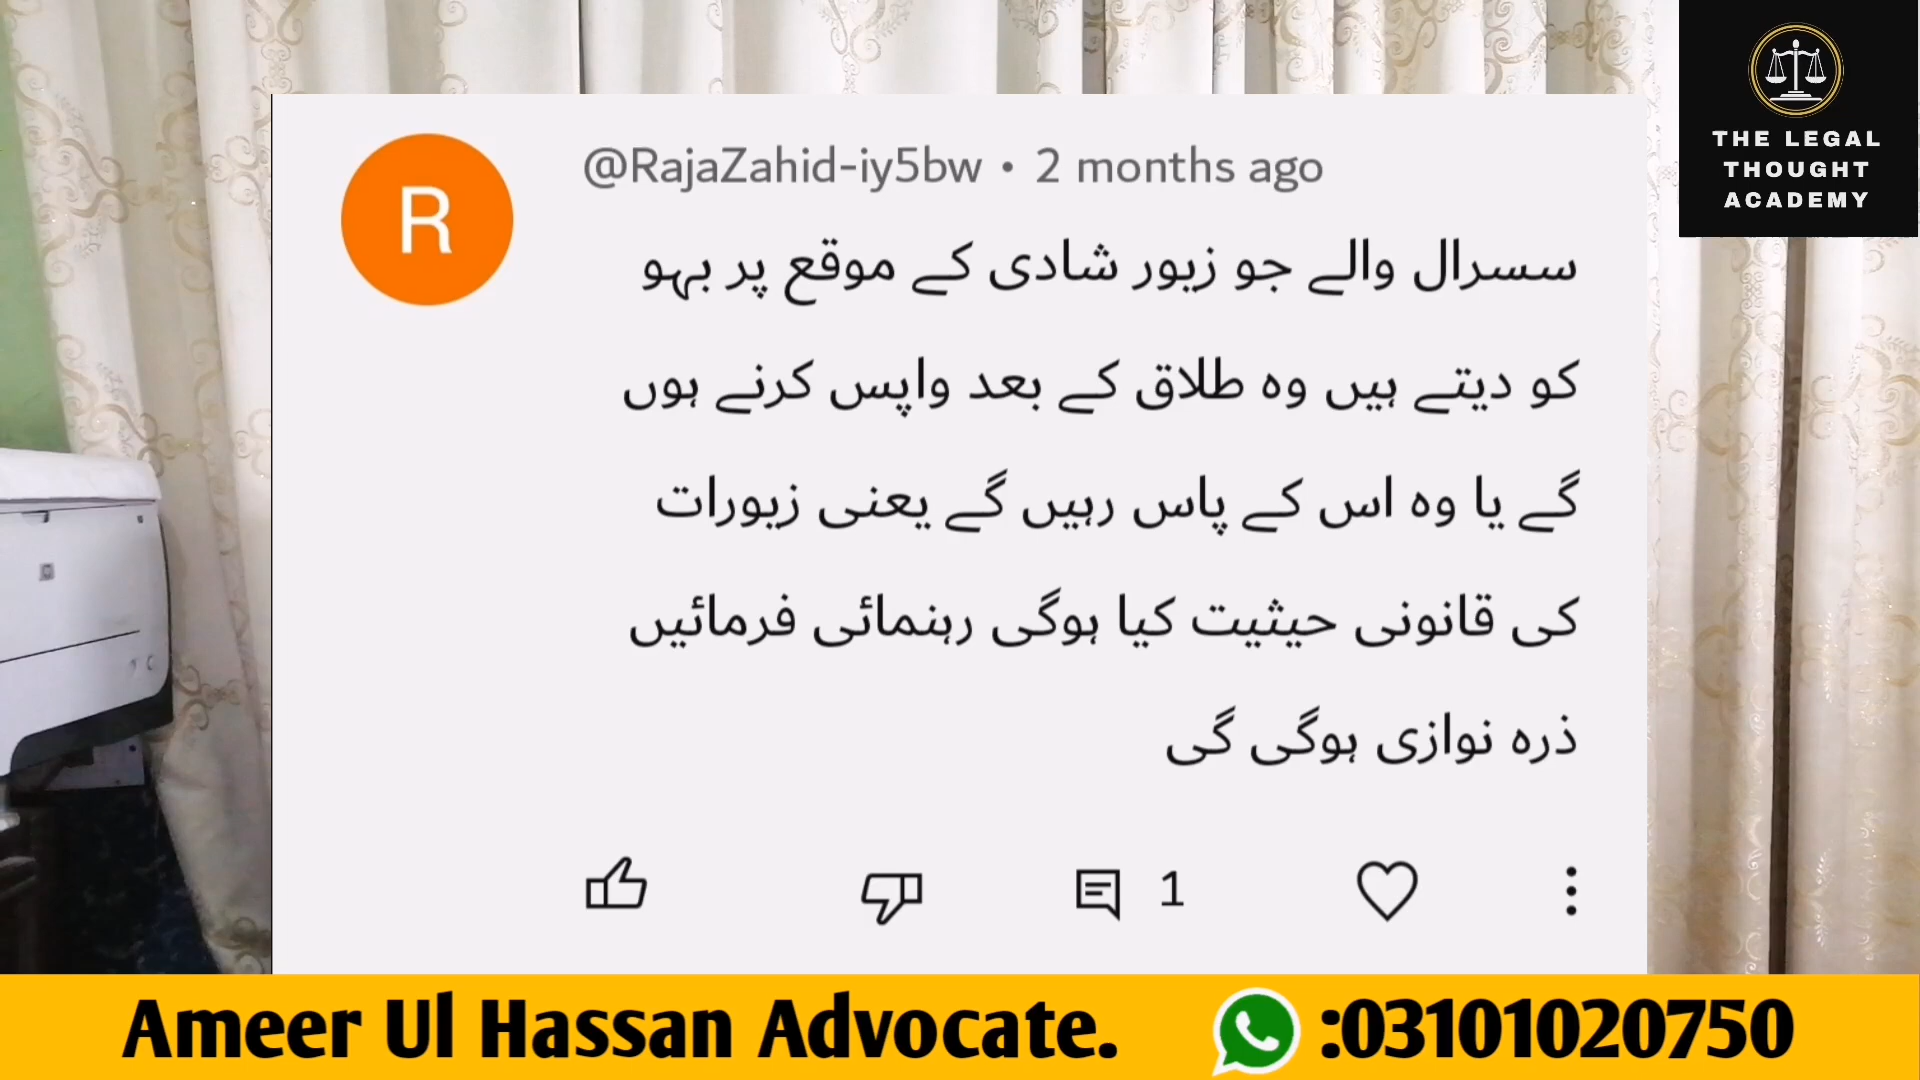 THE LEGAL
THOUGHT
ACADEMY
R
@RajaZahid-iy5bw • 2 months ago
سسرال والے جو زیور شادی کے موقع پر بہو
کو دیتے ہیں وہ طلاق کے بعد واپس کرنے ہوں
گے یا وہ اس کے پاس رہیں گے یعنی زیورات
کی قانونی حیثیت کیا ہوگی رہنمائی فرمائیں
ذرہ نوازی ہوگی گی
1
Ameer Ul Hassan Advocate. :03101020750